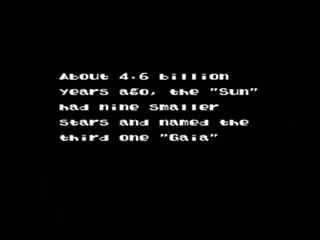 About 4.6 billion
years ago, the "Sun"
had nine smaller
stars and named the
third one "Gaia"